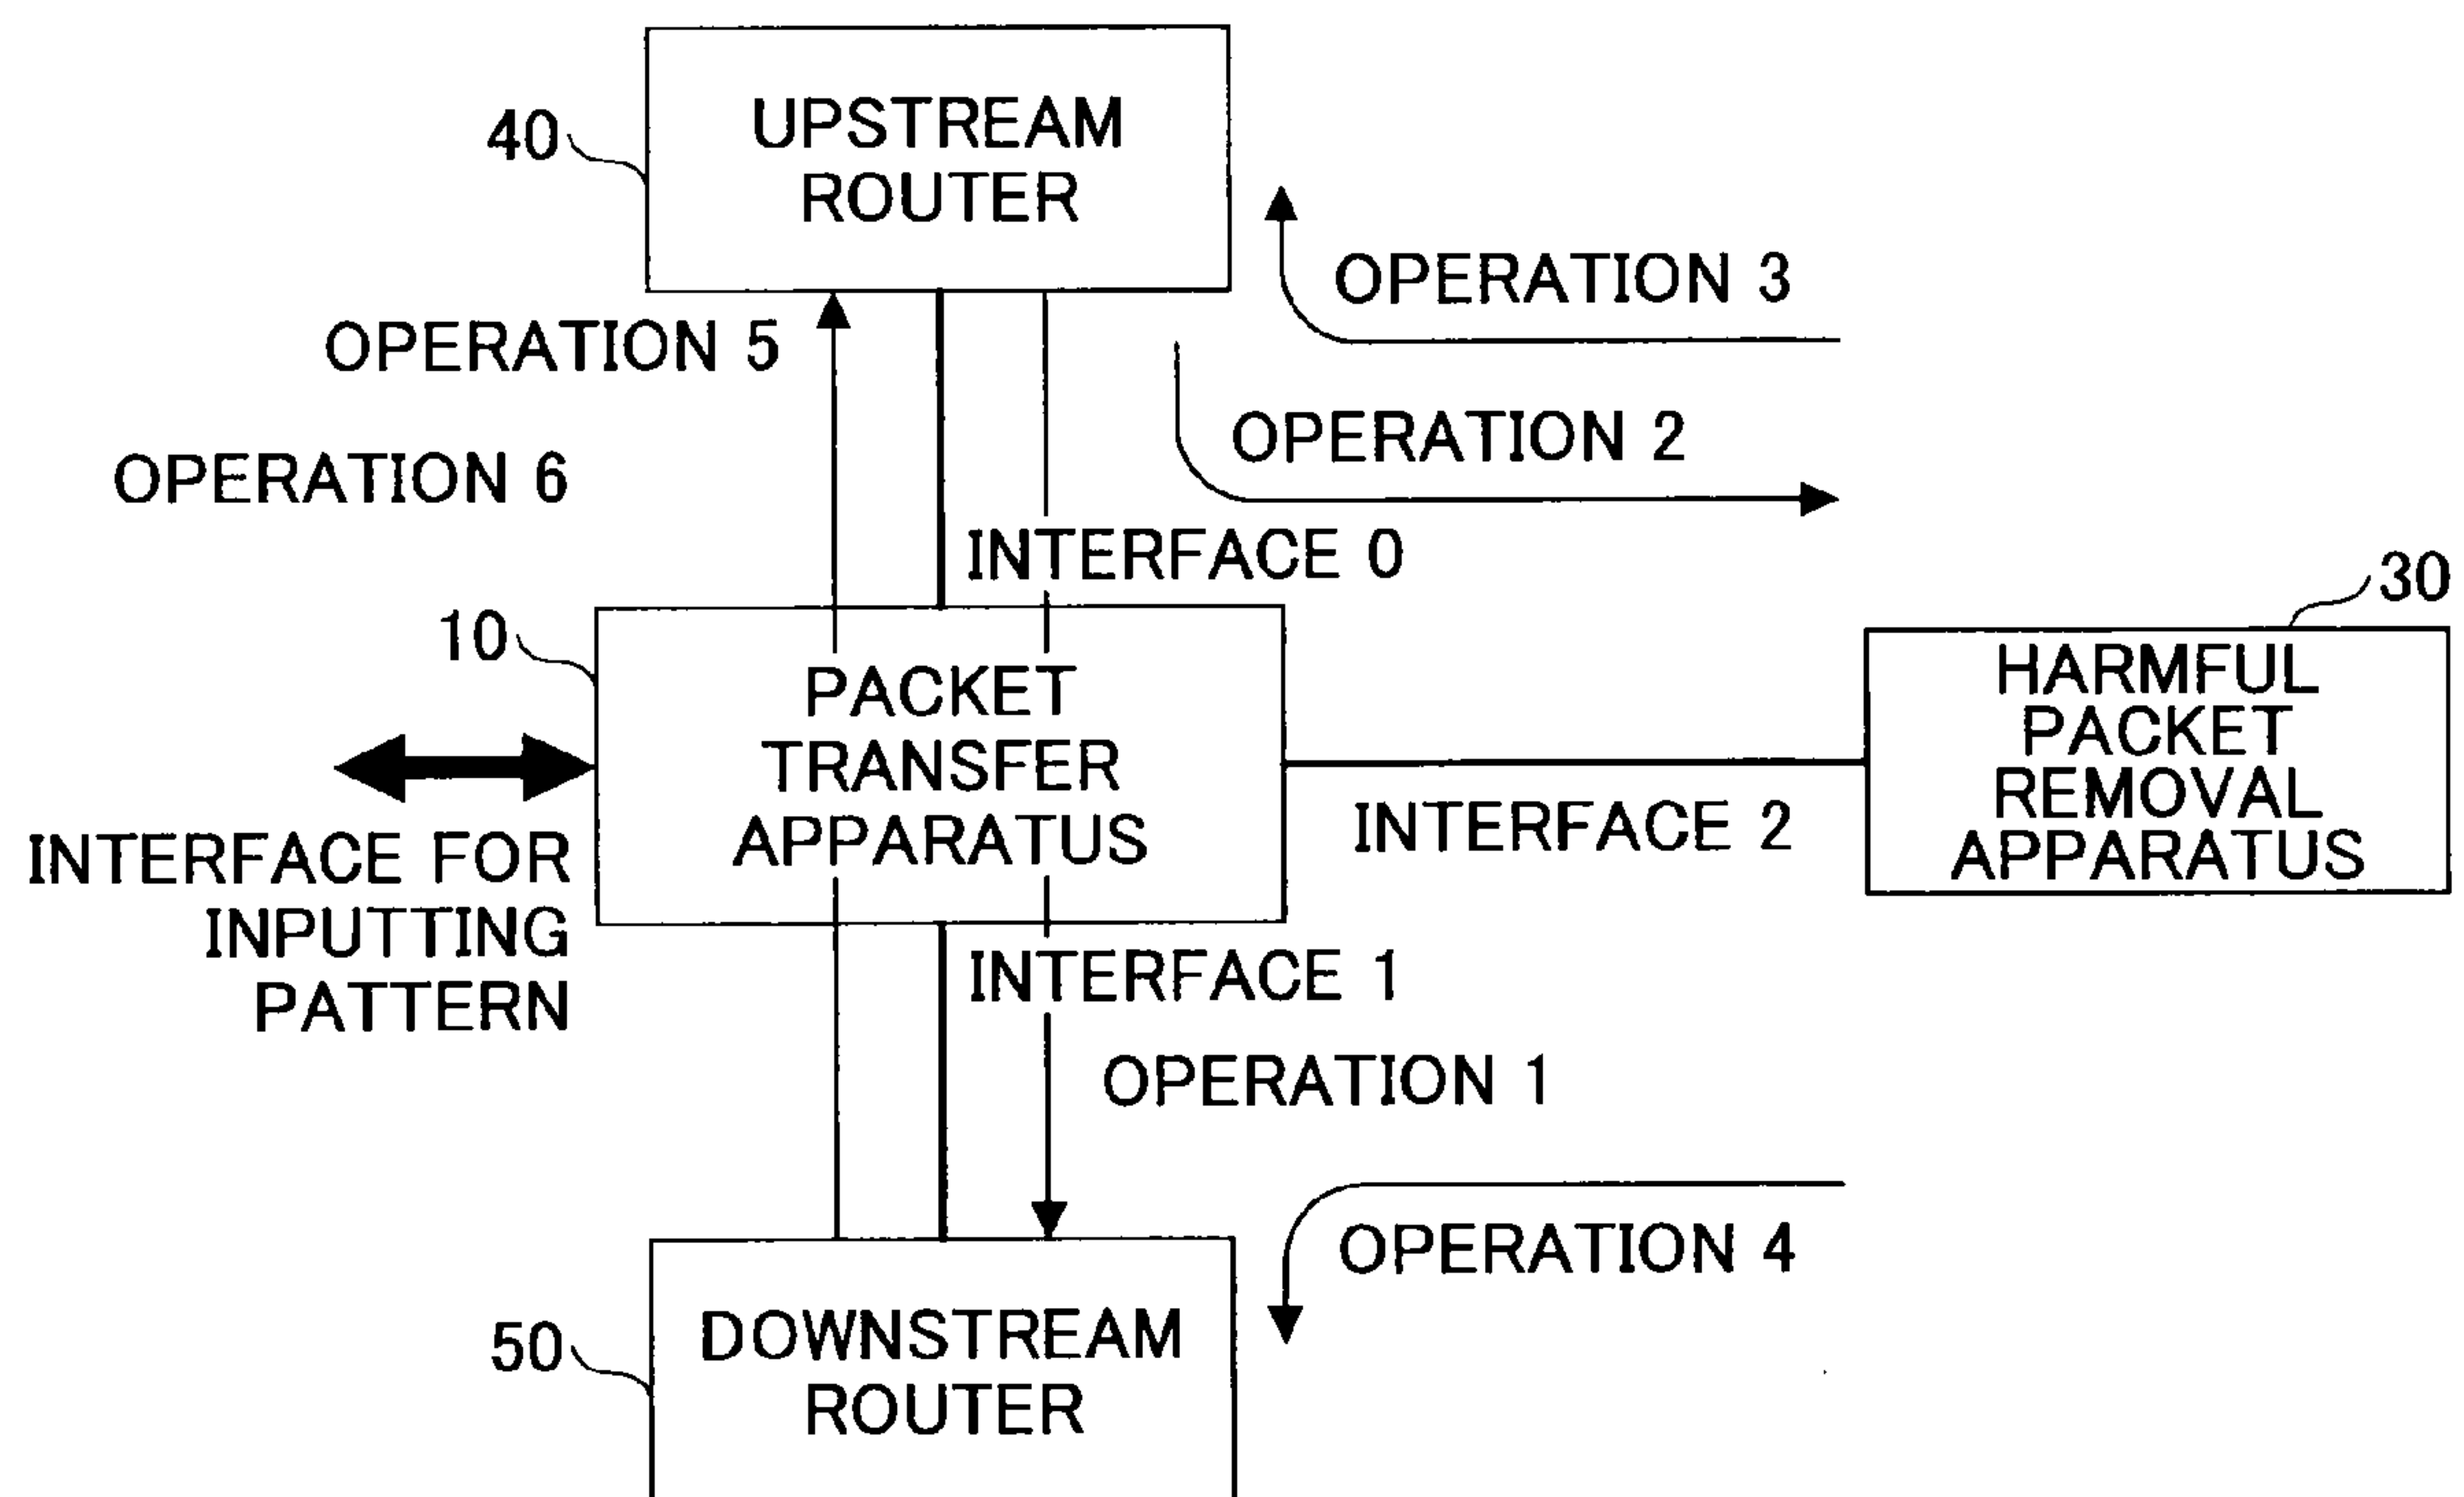 40
UPSTREAM
ROUTER
OPERATION 3
OPERATION 5
OPERATION 2
OPERATION 6
INTERFACE 0
30
10
PACKET
TRANSFER
APPARATUS
HARMFUL
PACKET
REMOVAL
APPARATUS
INTERFACE 2
INTERFACE FOR
INPUTTING
PATTERN
INTERFACE 1
OPERATION 1
OPERATION 4
50
DOWNSTREAM
ROUTER